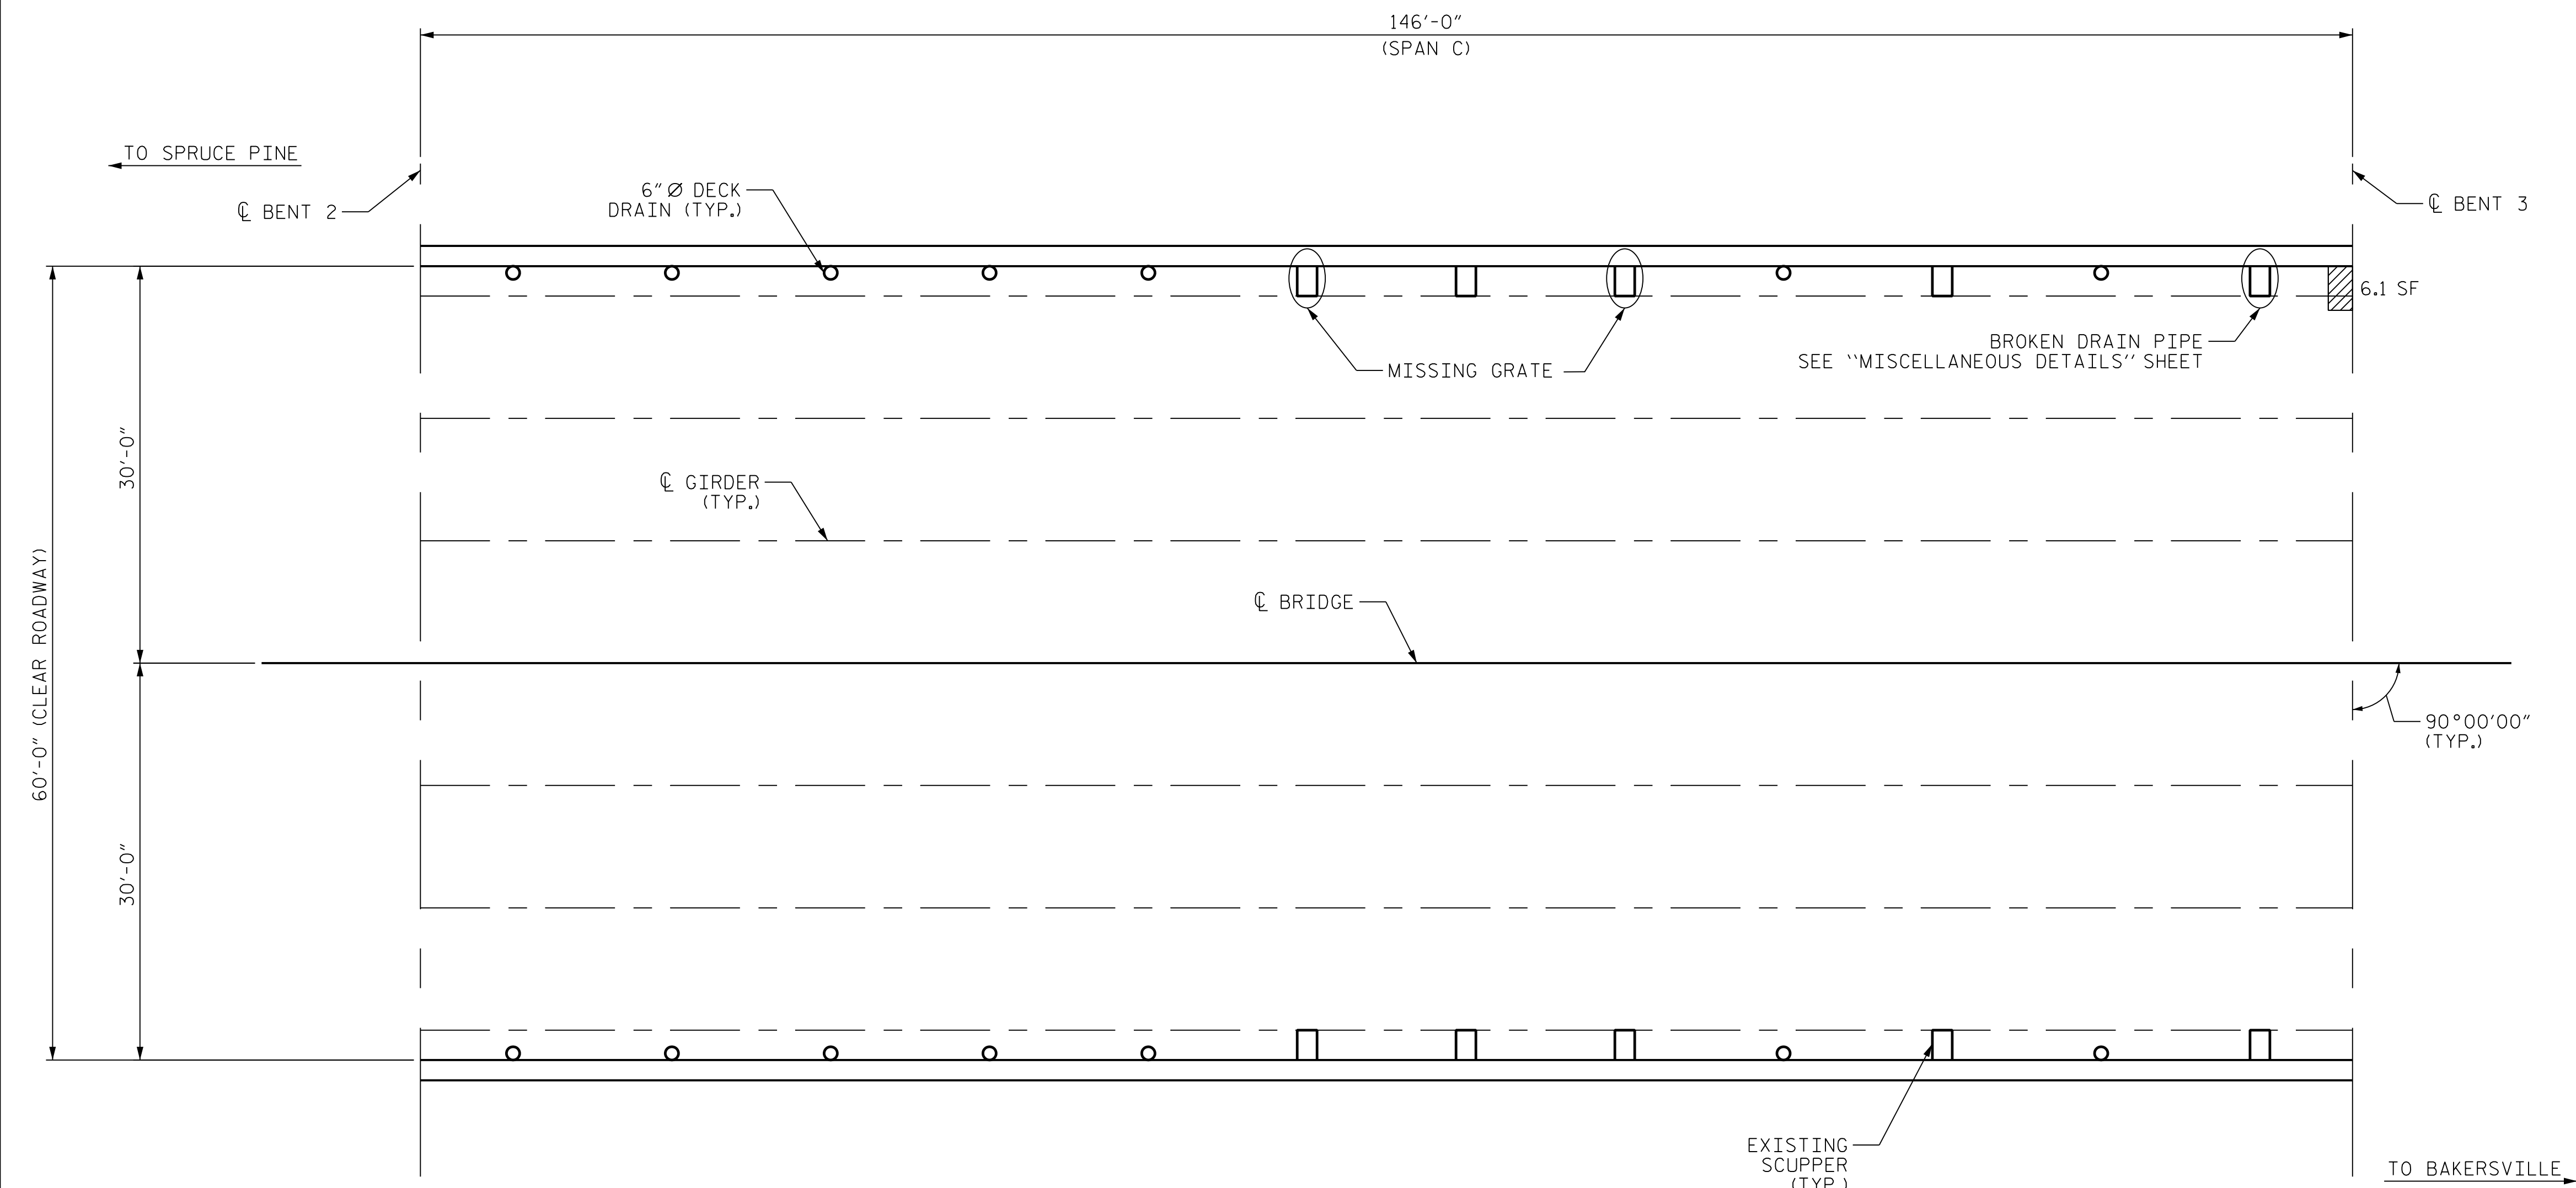 146'-0"
(SPAN C)
TO SPRUCE PINE
℄ BENT 2
6"Ø DECK
DRAIN (TYP.)
℄ BENT 3
6.1 SF
MISSING GRATE
BROKEN DRAIN PIPE
SEE ``MISCELLANEOUS DETAILS'' SHEET
30'-0"
℄ GIRDER
(TYP.)
60'-0" (CLEAR ROADWAY)
℄ BRIDGE
90°00'00"
(TYP.)
30'-0"
EXISTING
SCUPPER
(TYP.)
TO BAKERSVILLE